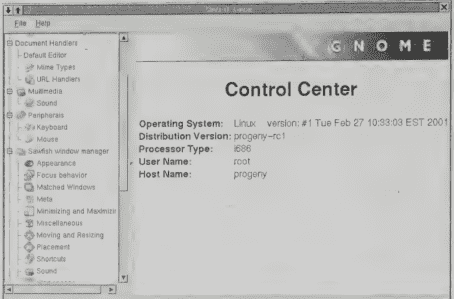 Control Center
File Help
Document Handlers
Default Editor
Mime Types
URL Handlers
Multimedia
Sound
Peripherals
Keyboard
Mouse
Sawfish window manager
Appearance
Focus behavior
Matched Windows
Meta
Minimizing and Maximizi
Miscellaneous
Moving and Resizing
Placement
Shortcuts
Sound
GNOME
Control Center
Operating System: Linux version: #1 Tue Feb 27 10:33:03 EST 2001
Distribution Version: progeny-rc1
Processor Type: i686
User Name: root
Host Name: progeny